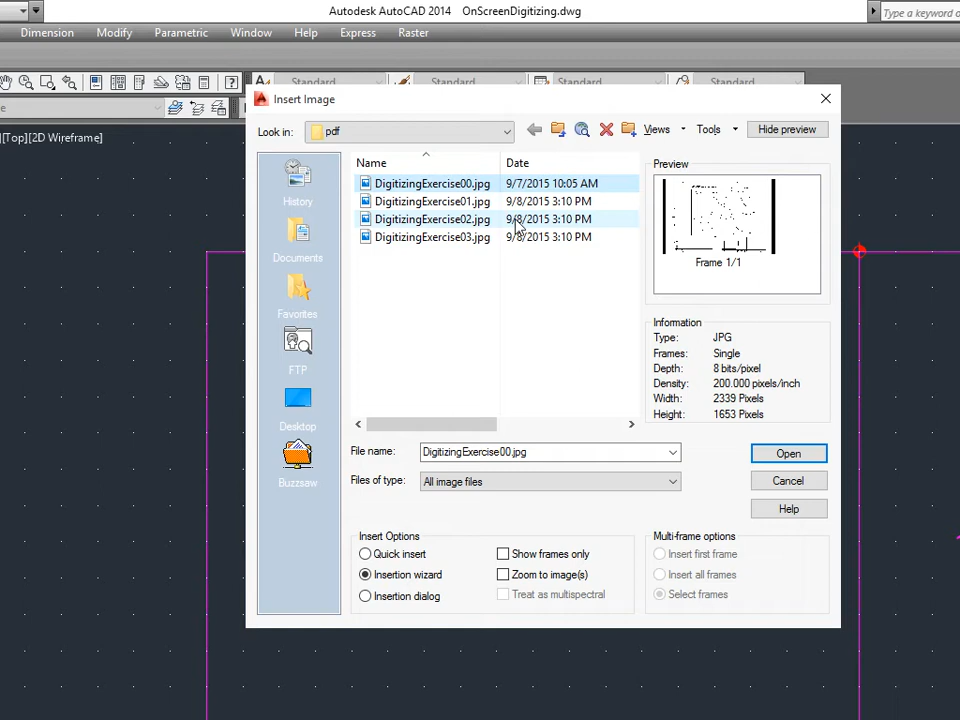 Autodesk AutoCAD 2014 OnScreenDigitizing.dwg
Type a keyword o
Dimension Modify Parametric Window Help Express Raster
Standard Standard Standard Standard
[Top][2D Wireframe]
Insert Image
Look in: pdf Views Tools Hide preview
Name Date
DigitizingExercise00.jpg 9/7/2015 10:05 AM
DigitizingExercise01.jpg 9/8/2015 3:10 PM
DigitizingExercise02.jpg 9/8/2015 3:10 PM
DigitizingExercise03.jpg 9/8/2015 3:10 PM
History
Documents
Favorites
FTP
Desktop
Buzzsaw
Preview
Frame 1/1
Information
Type: JPG
Frames: Single
Depth: 8 bits/pixel
Density: 200.000 pixels/inch
Width: 2339 Pixels
Height: 1653 Pixels
File name: DigitizingExercise00.jpg Open
Files of type: All image files Cancel
Help
Insert Options
Quick insert Show frames only
Insertion wizard Zoom to image(s)
Insertion dialog Treat as multispectral
Multi-frame options
Insert first frame
Insert all frames
Select frames